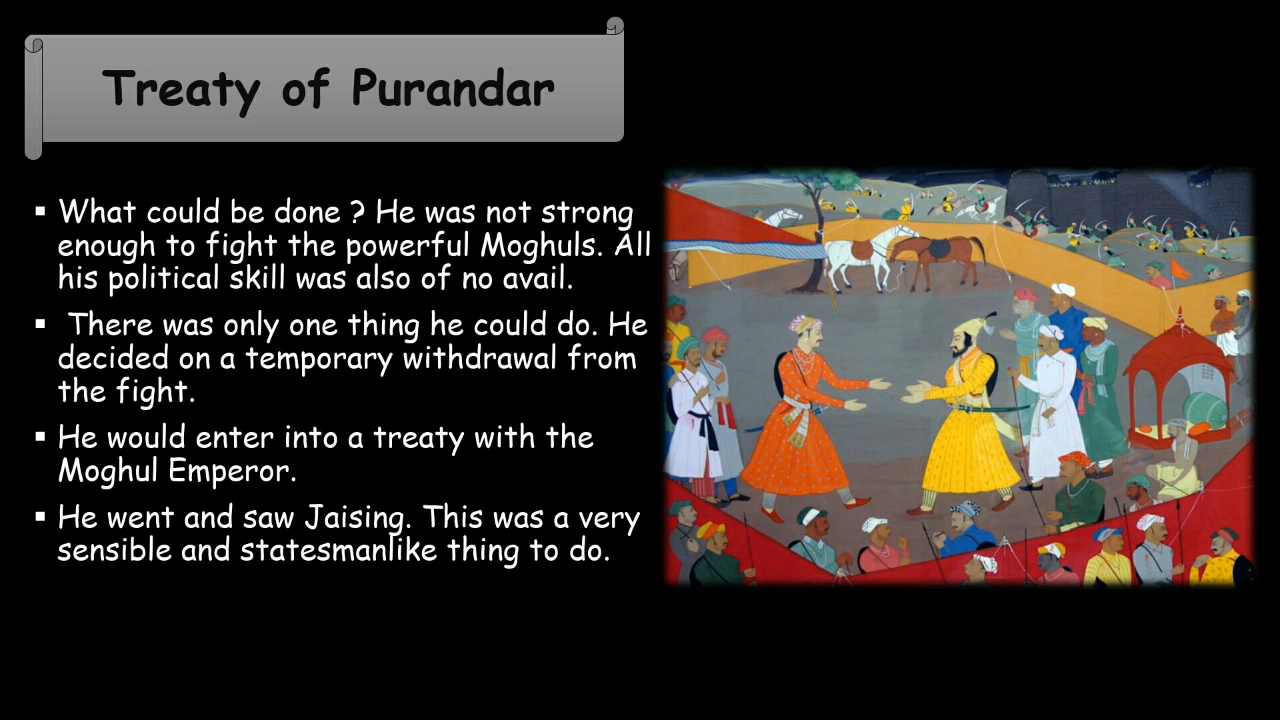 Treaty of Purandar
▪ What could be done ? He was not strong
enough to fight the powerful Moghuls. All
his political skill was also of no avail.
▪ There was only one thing he could do. He
decided on a temporary withdrawal from
the fight.
▪ He would enter into a treaty with the
Moghul Emperor.
▪ He went and saw Jaising. This was a very
sensible and statesmanlike thing to do.